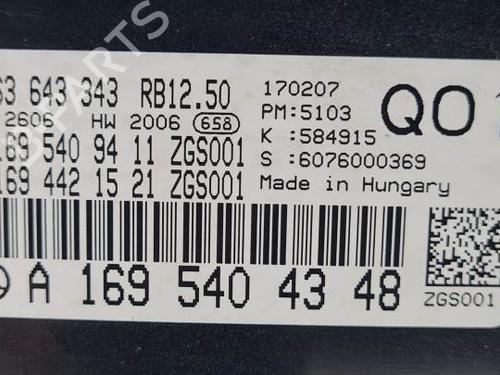 63 643 343 RB12.50
2606 HW 2006 658
169 540 94 11 ZGS001
169 442 15 21 ZGS001
170207
PM:5103
K :584915
S :6076000369
Made in Hungary
QO
A 169 540 43 48
ZGS001